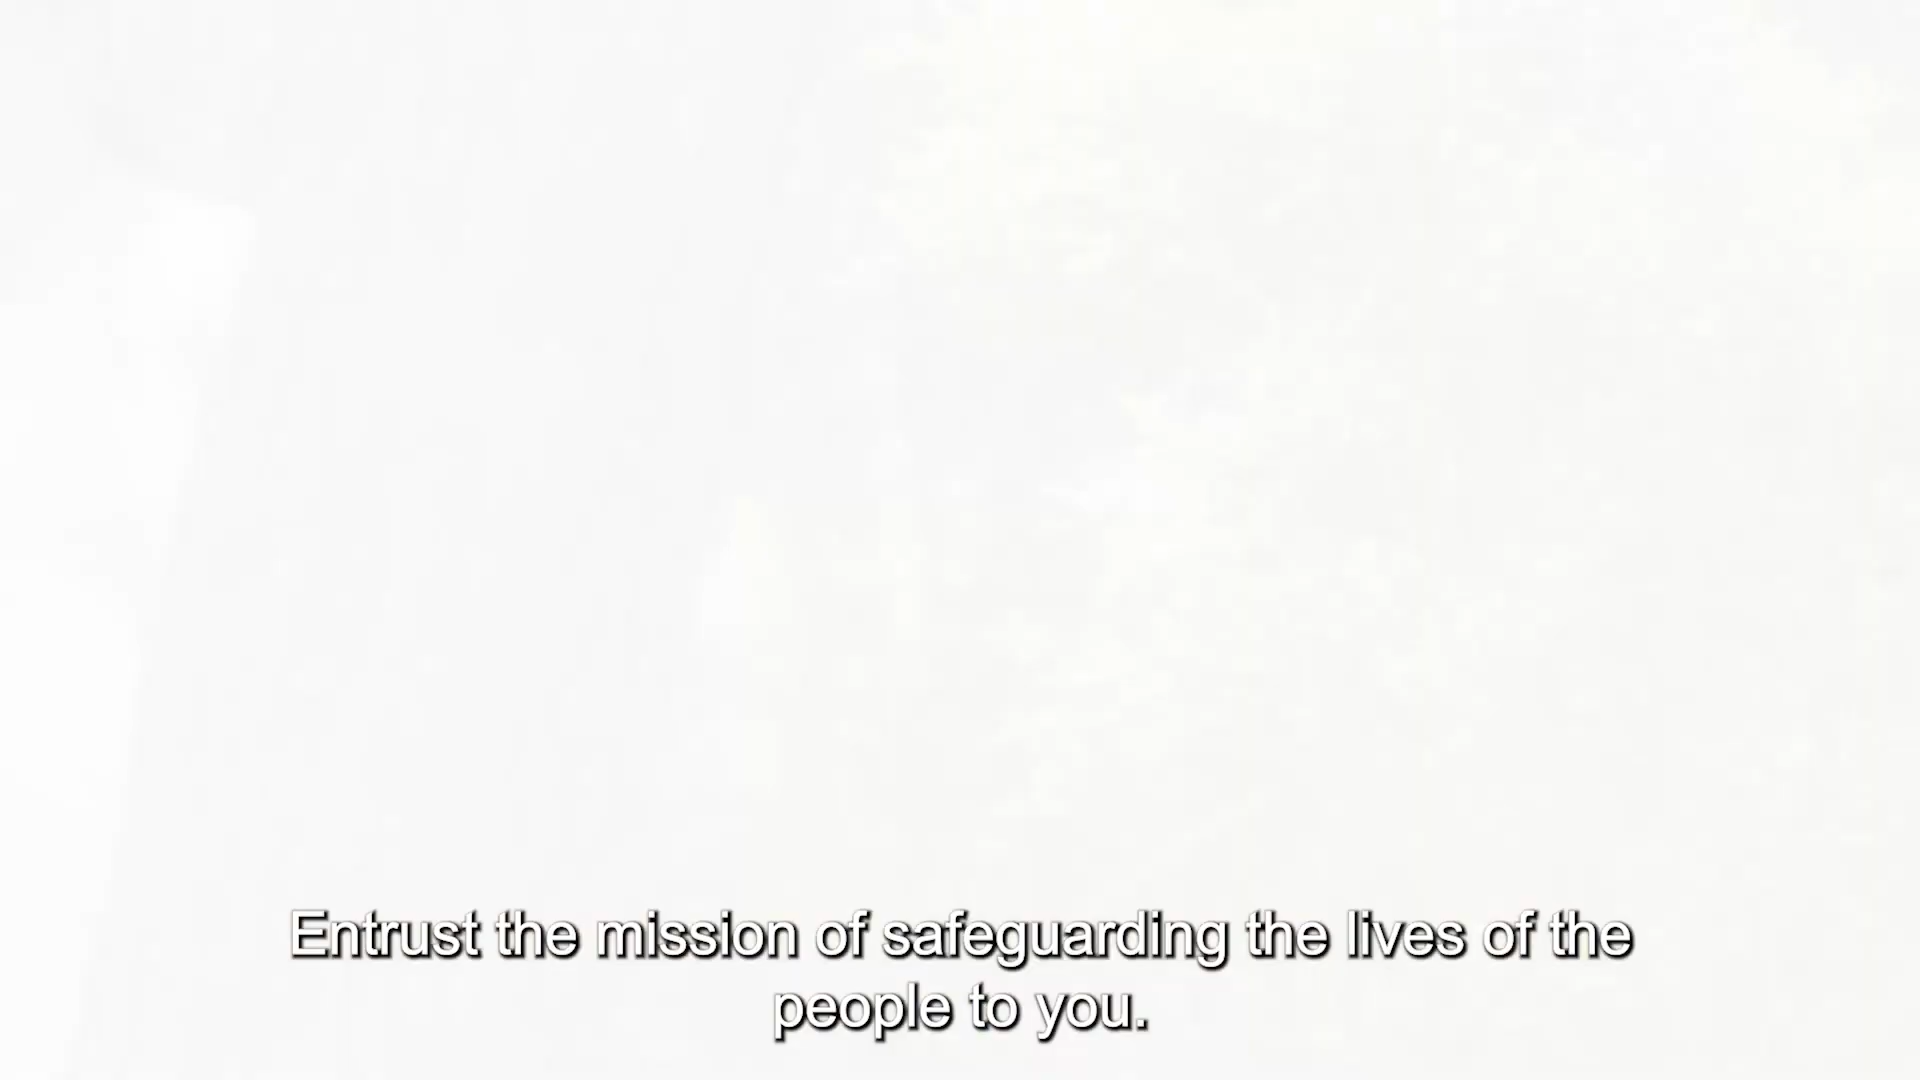 Entrust the mission of safeguarding the lives of the
people to you.